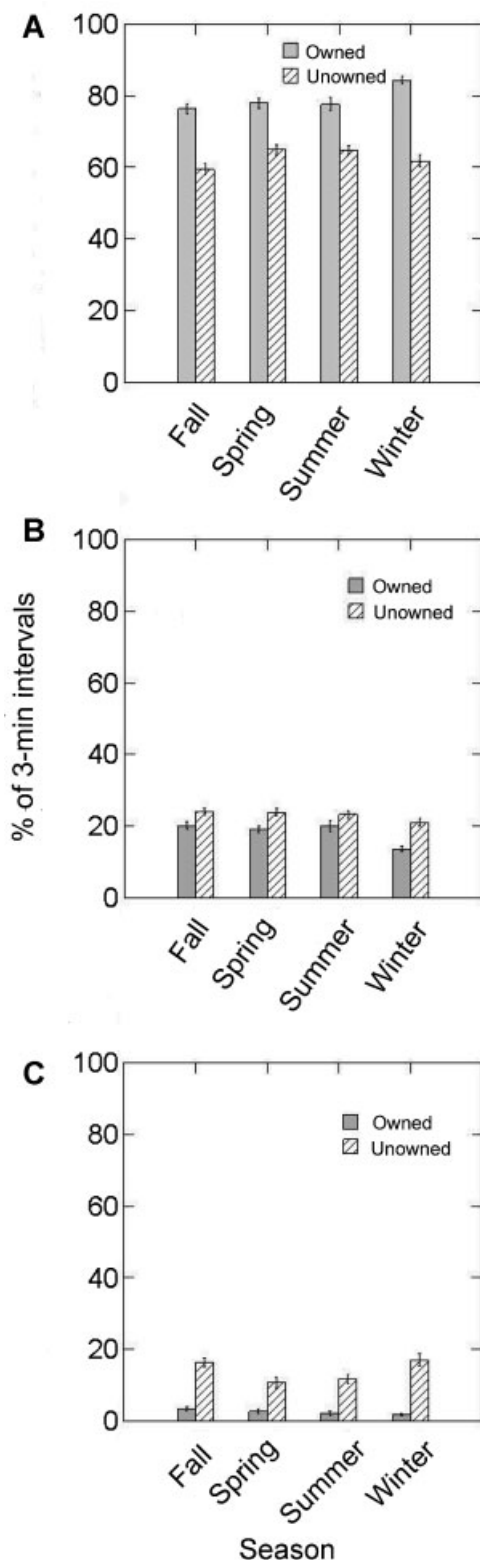 A
100
80
60
40
20
0
Owned
Unowned
Fall
Spring
Summer
Winter
% of 3-min intervals
B
100
80
60
40
20
0
Owned
Unowned
Fall
Spring
Summer
Winter
C
100
80
60
40
20
0
Owned
Unowned
Fall
Spring
Summer
Winter
Season